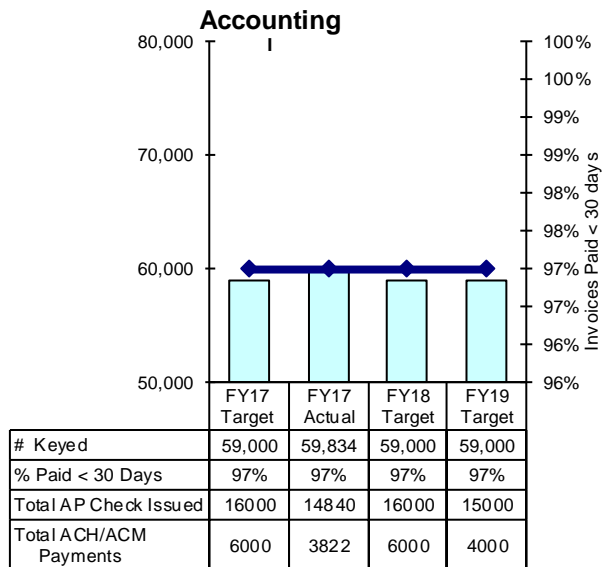 Accounting
80,000
70,000
60,000
50,000
100%
100%
99%
99%
98%
98%
97%
97%
96%
96%
Invoices Paid < 30 days
FY17 Target FY17 Actual FY18 Target FY19 Target
# Keyed 59,000 59,834 59,000 59,000
% Paid < 30 Days 97% 97% 97% 97%
Total AP Check Issued 16000 14840 16000 15000
Total ACH/ACM Payments 6000 3822 6000 4000